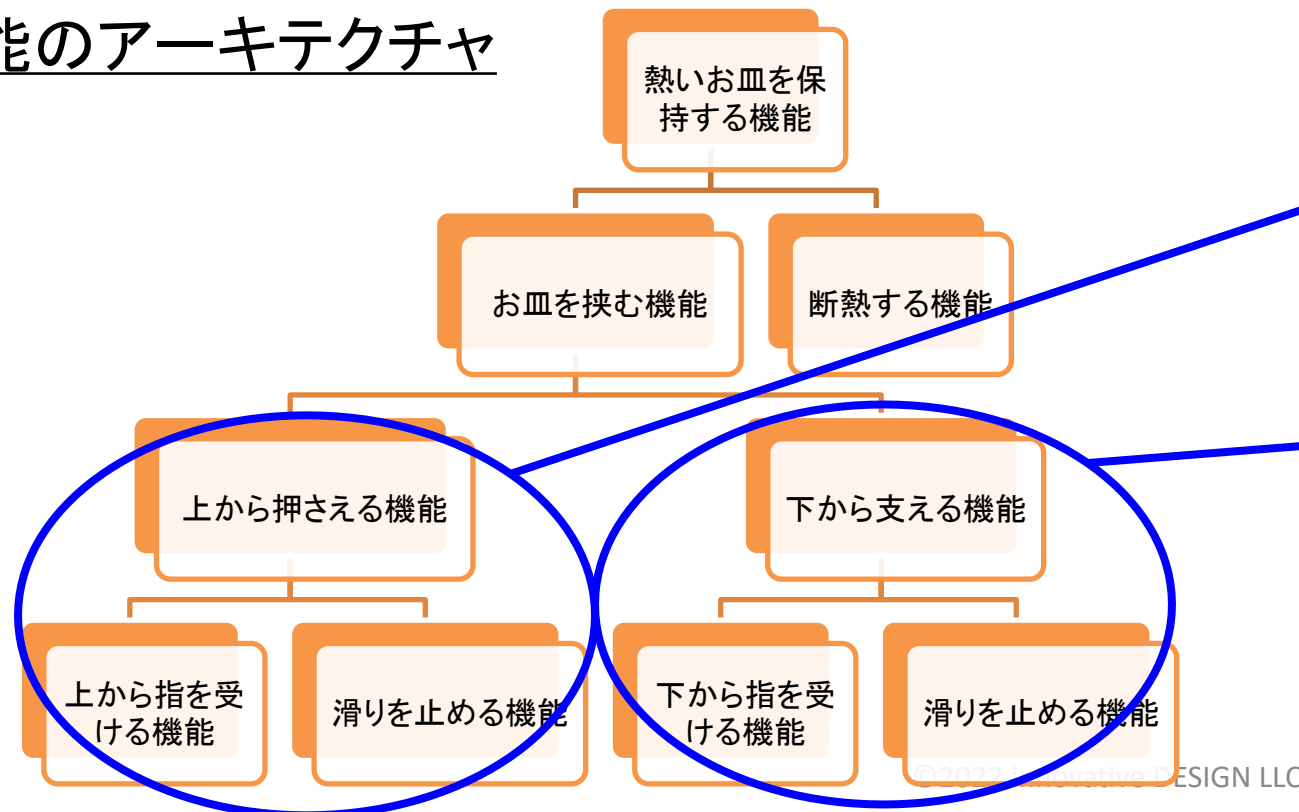 能のアーキテクチャ
熱いお皿を保
持する機能
お皿を挟む機能
断熱する機能
上から押さえる機能
下から支える機能
上から指を受
ける機能
滑りを止める機能
下から指を受
ける機能
滑りを止める機能
©2022 Innovative DESIGN LLC